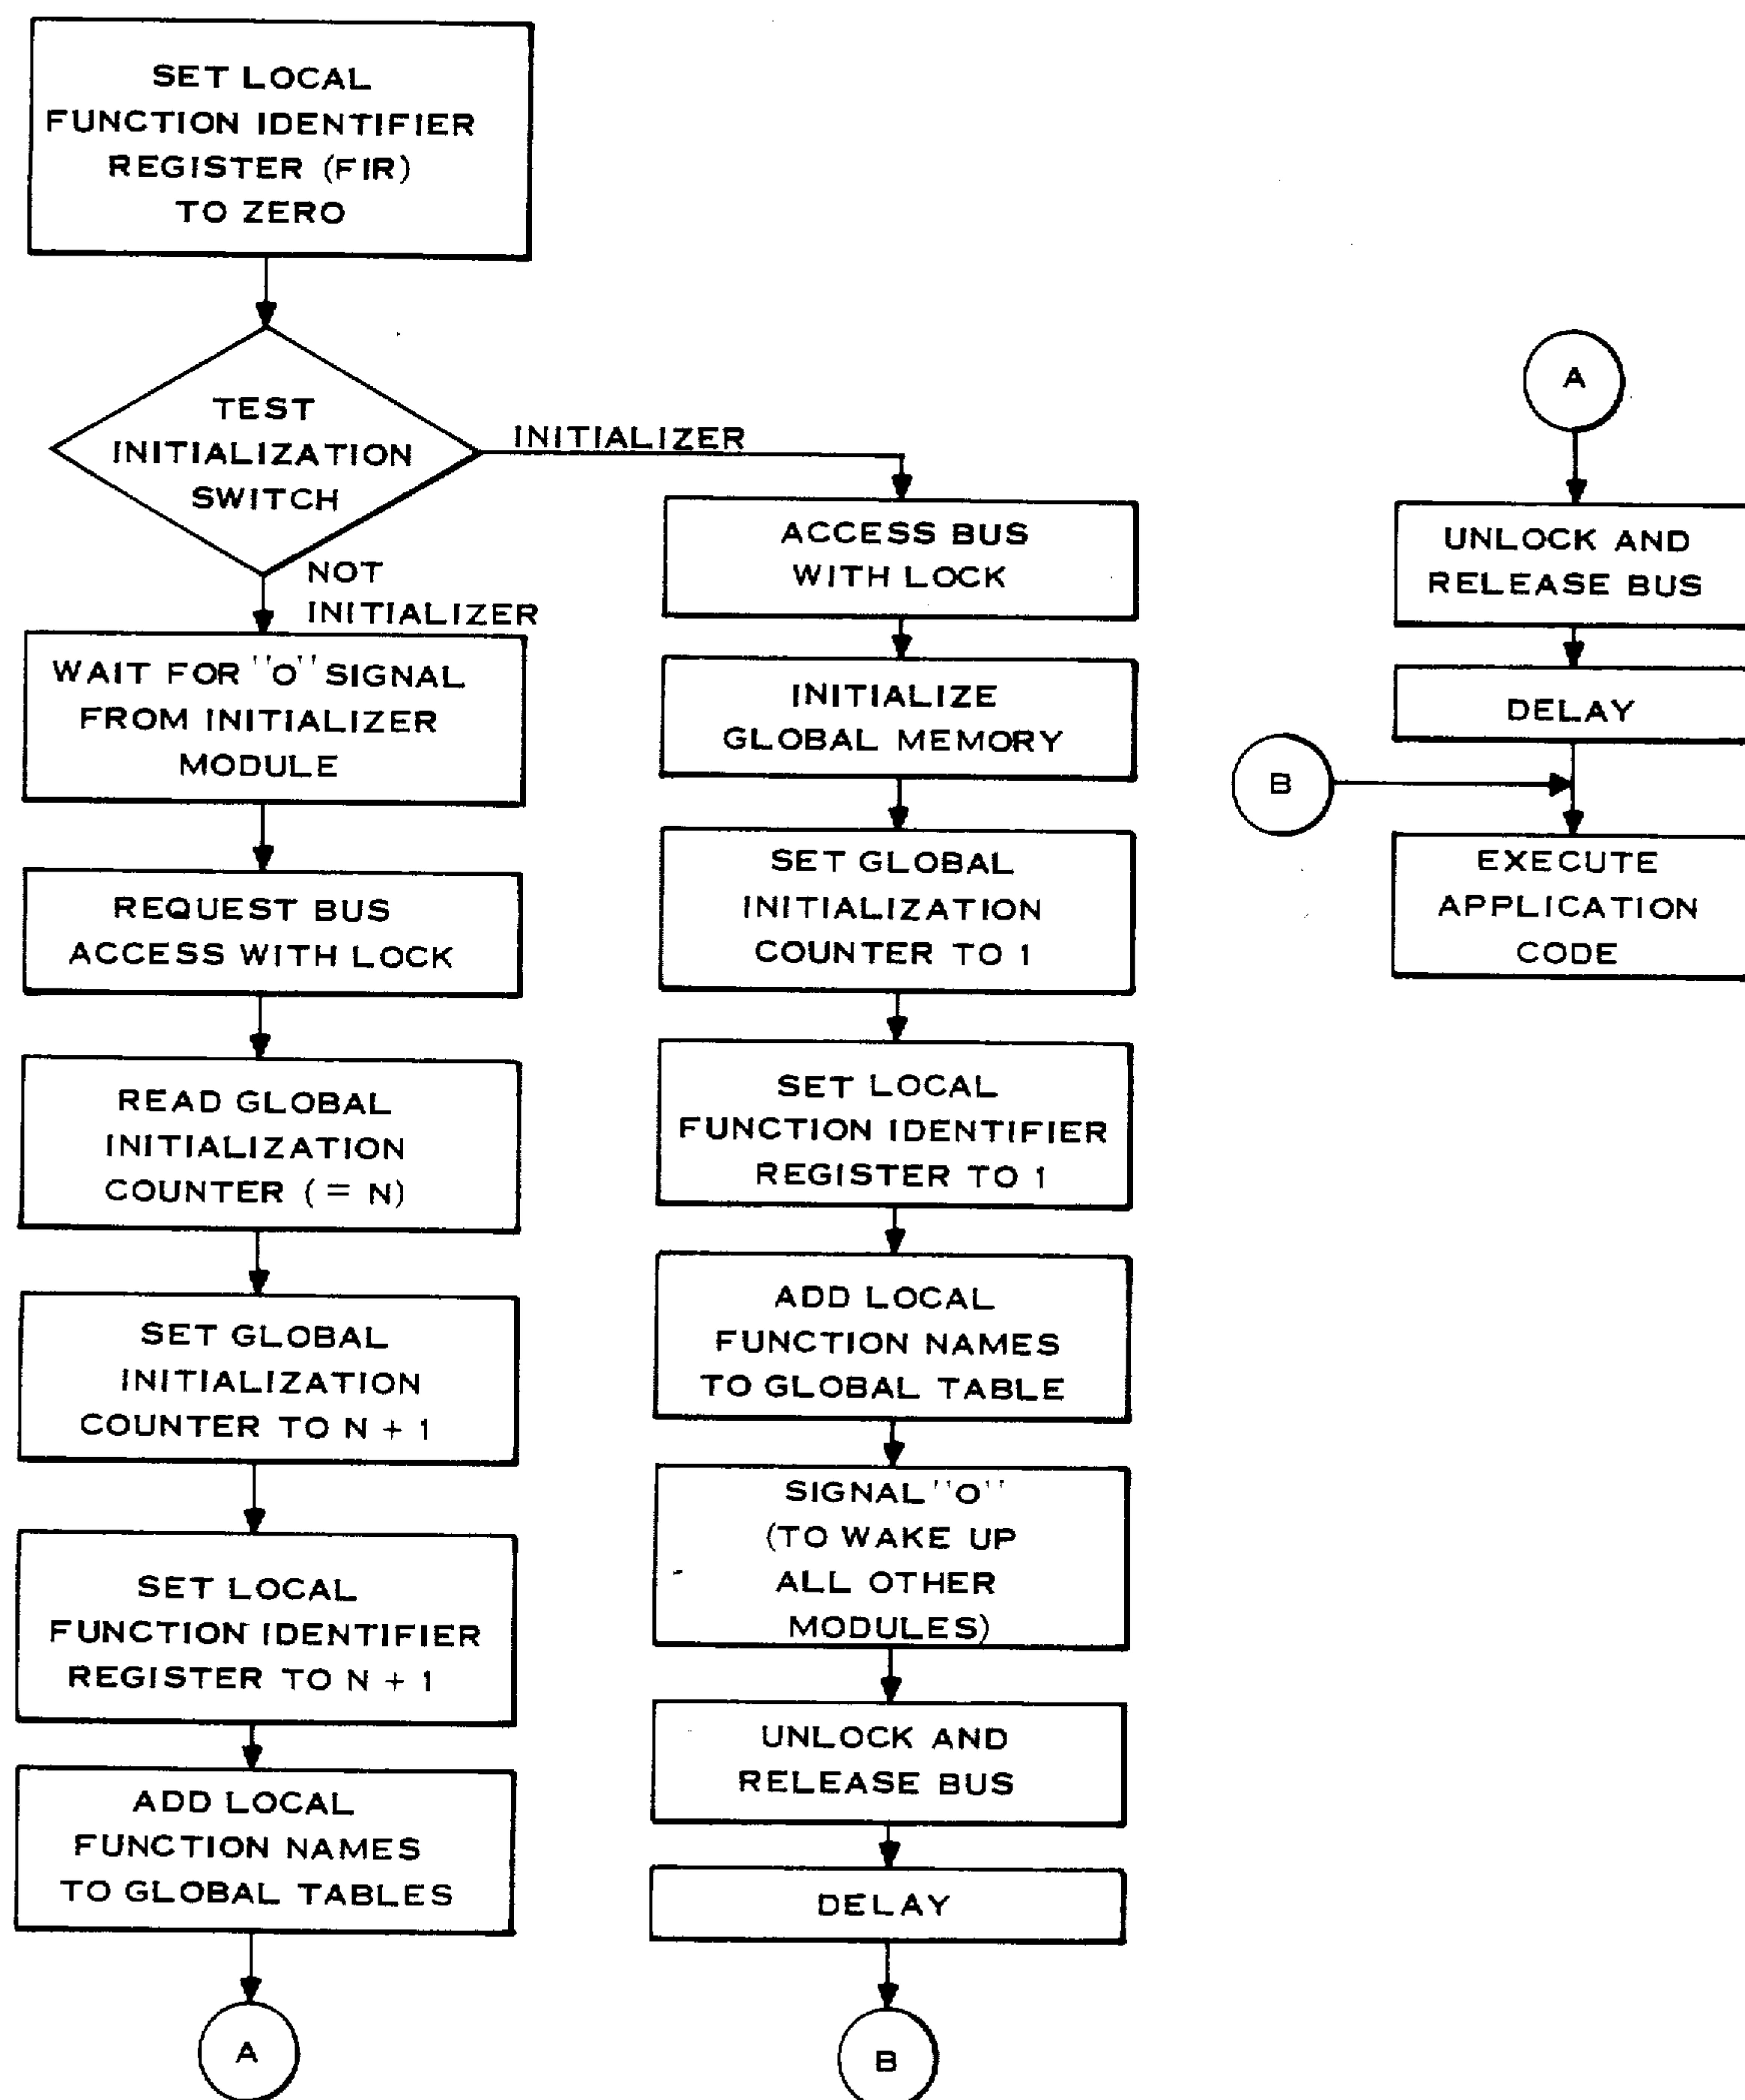 SET LOCAL
FUNCTION IDENTIFIER
REGISTER (FIR)
TO ZERO
TEST
INITIALIZATION
SWITCH
INITIALIZER
NOT
INITIALIZER
WAIT FOR "O" SIGNAL
FROM INITIALIZER
MODULE
REQUEST BUS
ACCESS WITH LOCK
READ GLOBAL
INITIALIZATION
COUNTER (= N)
SET GLOBAL
INITIALIZATION
COUNTER TO N + 1
SET LOCAL
FUNCTION IDENTIFIER
REGISTER TO N + 1
ADD LOCAL
FUNCTION NAMES
TO GLOBAL TABLES
A
ACCESS BUS
WITH LOCK
INITIALIZE
GLOBAL MEMORY
SET GLOBAL
INITIALIZATION
COUNTER TO 1
SET LOCAL
FUNCTION IDENTIFIER
REGISTER TO 1
ADD LOCAL
FUNCTION NAMES
TO GLOBAL TABLE
SIGNAL "O"
(TO WAKE UP
ALL OTHER
MODULES)
UNLOCK AND
RELEASE BUS
DELAY
B
A
UNLOCK AND
RELEASE BUS
DELAY
B
EXECUTE
APPLICATION
CODE